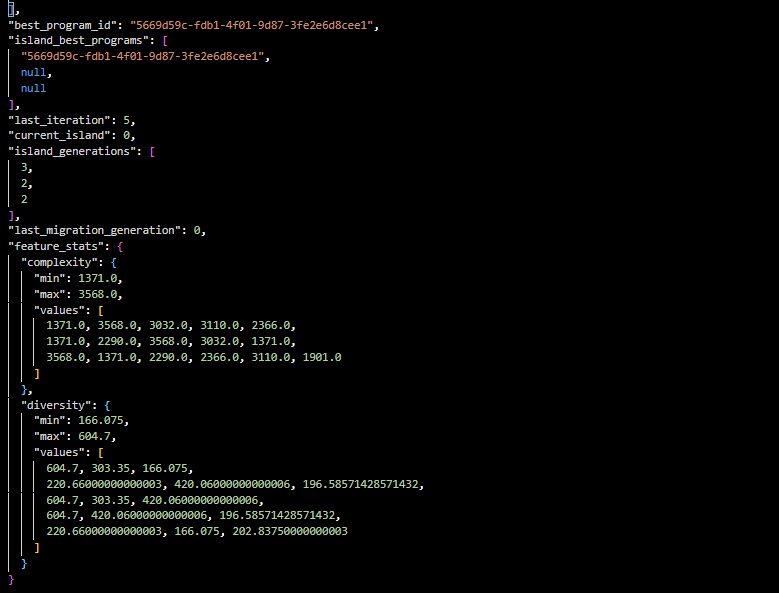 ],
"best_program_id": "5669d59c-fdb1-4f01-9d87-3fe2e6d8cee1",
"island_best_programs": [
"5669d59c-fdb1-4f01-9d87-3fe2e6d8cee1",
null,
null
],
"last_iteration": 5,
"current_island": 0,
"island_generations": [
3,
2,
2
],
"last_migration_generation": 0,
"feature_stats": {
"complexity": {
"min": 1371.0,
"max": 3568.0,
"values": [
1371.0, 3568.0, 3032.0, 3110.0, 2366.0,
1371.0, 2290.0, 3568.0, 3032.0, 1371.0,
3568.0, 1371.0, 2290.0, 2366.0, 3110.0, 1901.0
]
},
"diversity": {
"min": 166.075,
"max": 604.7,
"values": [
604.7, 303.35, 166.075,
220.66000000000003, 420.06000000000006, 196.58571428571432,
604.7, 303.35, 420.06000000000006,
604.7, 420.06000000000006, 196.58571428571432,
220.66000000000003, 166.075, 202.83750000000003
]
}
}